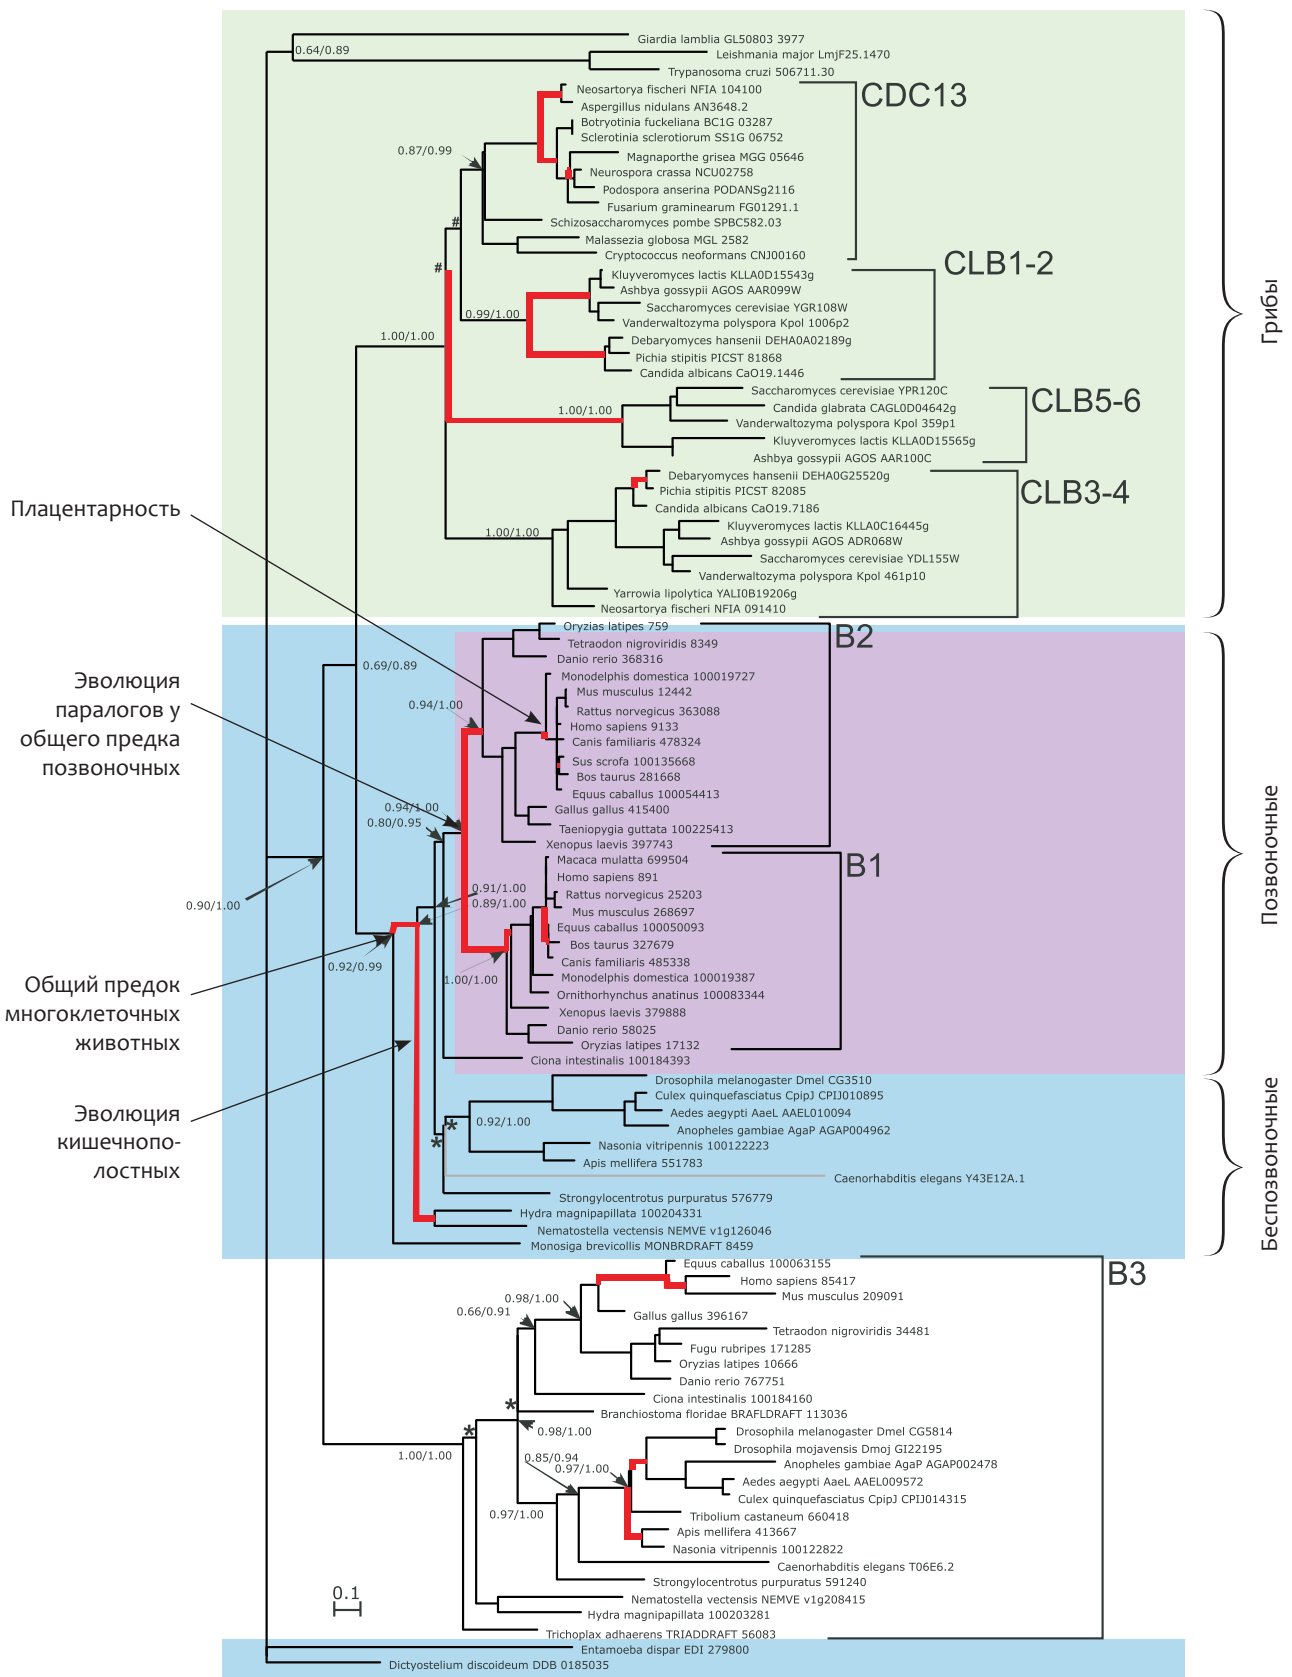 Giardia lamblia GL50803 3977
0.64/0.89
Leishmania major LmjF25.1470
Trypanosoma cruzi 506711.30
Neosartorya fischeri NFIA 104100
CDC13
Aspergillus nidulans AN3648.2
Botryotinia fuckeliana BC1G 03287
Sclerotinia sclerotiorum SS1G 06752
0.87/0.99
Magnaporthe grisea MGG 05646
Neurospora crassa NCU02758
Podospora anserina PODANSg2116
Fusarium graminearum FG01291.1
#
Schizosaccharomyces pombe SPBC582.03
Malassezia globosa MGL 2582
Cryptococcus neoformans CNJ00160
#
CLB1-2
Kluyveromyces lactis KLLA0D15543g
Ashbya gossypii AGOS AAR099W
Saccharomyces cerevisiae YGR108W
0.99/1.00
Vanderwaltozyma polyspora Kpol 1006p2
Грибы
1.00/1.00
Debaryomyces hansenii DEHA0A02189g
Pichia stipitis PICST 81868
Candida albicans CaO19.1446
Saccharomyces cerevisiae YPR120C
CLB5-6
1.00/1.00
Candida glabrata CAGL0D04642g
Vanderwaltozyma polyspora Kpol 359p1
Kluyveromyces lactis KLLA0D15565g
Ashbya gossypii AGOS AAR100C
Debaryomyces hansenii DEHA0G25520g
CLB3-4
Pichia stipitis PICST 82085
Candida albicans CaO19.7186
Плацентарность
Kluyveromyces lactis KLLA0C16445g
1.00/1.00
Ashbya gossypii AGOS ADR068W
Saccharomyces cerevisiae YDL155W
Vanderwaltozyma polyspora Kpol 461p10
Yarrowia lipolytica YALI0B19206g
Neosartorya fischeri NFIA 091410
Oryzias latipes 759
B2
Tetraodon nigroviridis 8349
Danio rerio 368316
0.69/0.89
Эволюция
паралогов у
общего предка
позвоночных
Monodelphis domestica 100019727
Mus musculus 12442
0.94/1.00
Rattus norvegicus 363088
Homo sapiens 9133
Canis familiaris 478324
Sus scrofa 100135668
Bos taurus 281668
Equus caballus 100054413
0.94/1.00
Gallus gallus 415400
0.80/0.95
Taeniopygia guttata 100225413
Xenopus laevis 397743
Позвоночные
Macaca mulatta 699504
B1
Homo sapiens 891
0.91/1.00
Rattus norvegicus 25203
0.90/1.00
0.89/1.00
Mus musculus 268697
Equus caballus 100050093
Bos taurus 327679
0.92/0.99
Canis familiaris 485338
1.00/1.00
Monodelphis domestica 100019387
Общий предок
многоклеточных
животных
Ornithorhynchus anatinus 100083344
Xenopus laevis 379888
Danio rerio 58025
Oryzias latipes 17132
Ciona intestinalis 100184393
Drosophila melanogaster Dmel CG3510
Culex quinquefasciatus CpipJ CPIJ010895
Эволюция
кишечнопо-
лостных
Aedes aegypti AaeL AAEL010094
0.92/1.00
*
Anopheles gambiae AgaP AGAP004962
*
Nasonia vitripennis 100122223
Apis mellifera 551783
Беспозвоночные
Caenorhabditis elegans Y43E12A.1
Strongylocentrotus purpuratus 576779
Hydra magnipapillata 100204331
Nematostella vectensis NEMVE v1g126046
Monosiga brevicollis MONBRDRAFT 8459
Equus caballus 100063155
B3
Homo sapiens 85417
Mus musculus 209091
0.98/1.00
0.66/0.91
Gallus gallus 396167
Tetraodon nigroviridis 34481
Fugu rubripes 171285
Oryzias latipes 10666
Danio rerio 767751
Ciona intestinalis 100184160
*
Branchiostoma floridae BRAFLDRAFT 113036
*
0.98/1.00
Drosophila melanogaster Dmel CG5814
Drosophila mojavensis Dmoj GI22195
1.00/1.00
0.85/0.94
Anopheles gambiae AgaP AGAP002478
0.97/1.00
Aedes aegypti AaeL AAEL009572
Culex quinquefasciatus CpipJ CPIJ014315
0.97/1.00
Tribolium castaneum 660418
Apis mellifera 413667
Nasonia vitripennis 100122822
Caenorhabditis elegans T06E6.2
Strongylocentrotus purpuratus 591240
0.1
Nematostella vectensis NEMVE v1g208415
Hydra magnipapillata 100203281
Trichoplax adhaerens TRIADDRAFT 56083
Entamoeba dispar EDI 279800
Dictyostelium discoideum DDB 0185035